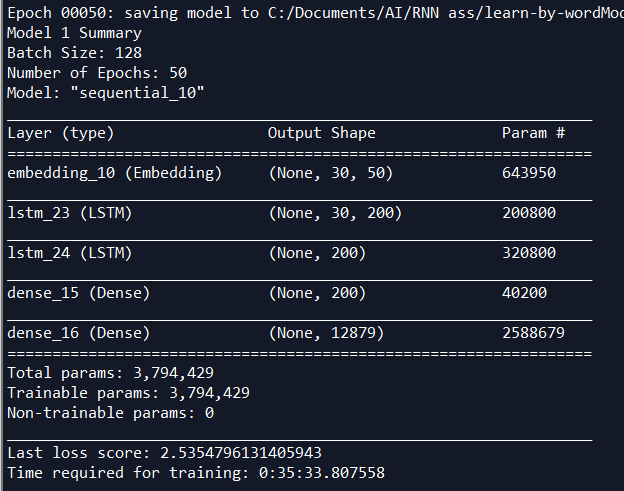 Epoch 00050: saving model to C:/Documents/AI/RNN ass/learn-by-wordMod
Model 1 Summary
Batch Size: 128
Number of Epochs: 50
Model: "sequential_10"
Layer (type) Output Shape Param #
embedding_10 (Embedding) (None, 30, 50) 643950
lstm_23 (LSTM) (None, 30, 200) 200800
lstm_24 (LSTM) (None, 200) 320800
dense_15 (Dense) (None, 200) 40200
dense_16 (Dense) (None, 12879) 2588679
Total params: 3,794,429
Trainable params: 3,794,429
Non-trainable params: 0
Last loss score: 2.5354796131405943
Time required for training: 0:35:33.807558